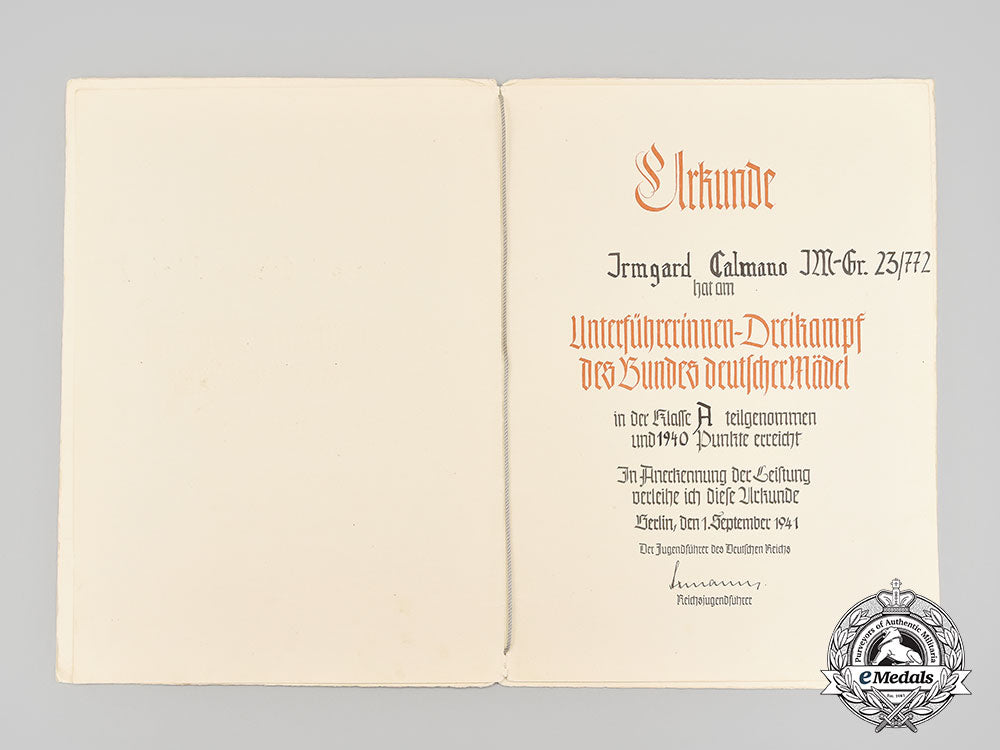 Urkunde
Irmgard Calmano JM-Gr. 23/772
hat am
Unterführerinnen-Dreikampf
des Bundes deutscher Mädel
in der Klasse A teilgenommen
und 1940 Punkte erreicht
In Anerkennung der Leistung
verleihe ich diese Urkunde
Berlin, den 1. September 1941
Der Jugendführer des Deutschen Reichs
Reichsjugendführer
Purveyors of Authentic Militaria
eMedals